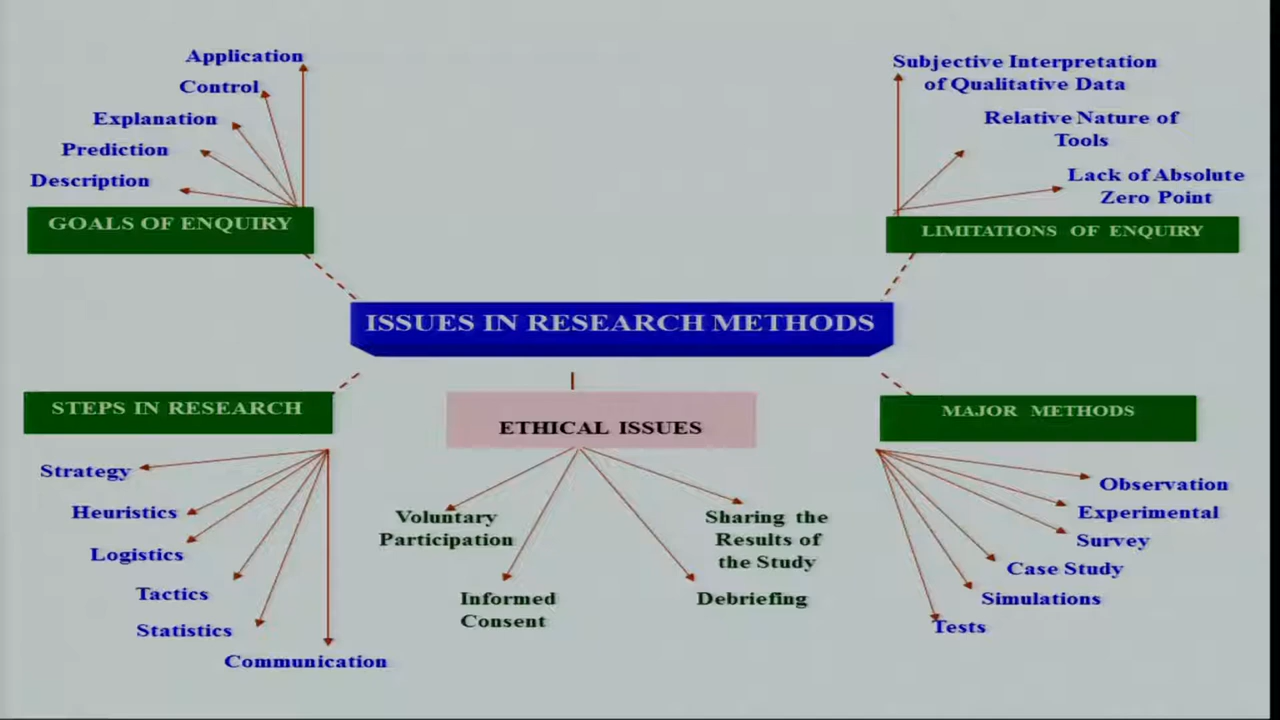 Application
Control
Explanation
Prediction
Description
GOALS OF ENQUIRY
Subjective Interpretation
of Qualitative Data
Relative Nature of
Tools
Lack of Absolute
Zero Point
LIMITATIONS OF ENQUIRY
ISSUES IN RESEARCH METHODS
STEPS IN RESEARCH
Strategy
Heuristics
Logistics
Tactics
Statistics
Communication
ETHICAL ISSUES
Voluntary
Participation
Informed
Consent
Sharing the
Results of
the Study
Debriefing
MAJOR METHODS
Observation
Experimental
Survey
Case Study
Simulations
Tests